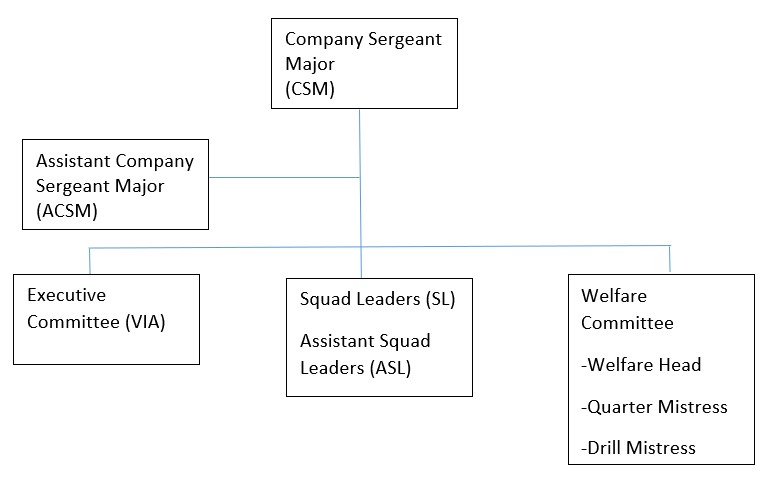 Company Sergeant
Major
(CSM)
Assistant Company
Sergeant Major
(ACSM)
Executive
Committee (VIA)
Squad Leaders (SL)
Assistant Squad
Leaders (ASL)
Welfare
Committee
-Welfare Head
-Quarter Mistress
-Drill Mistress